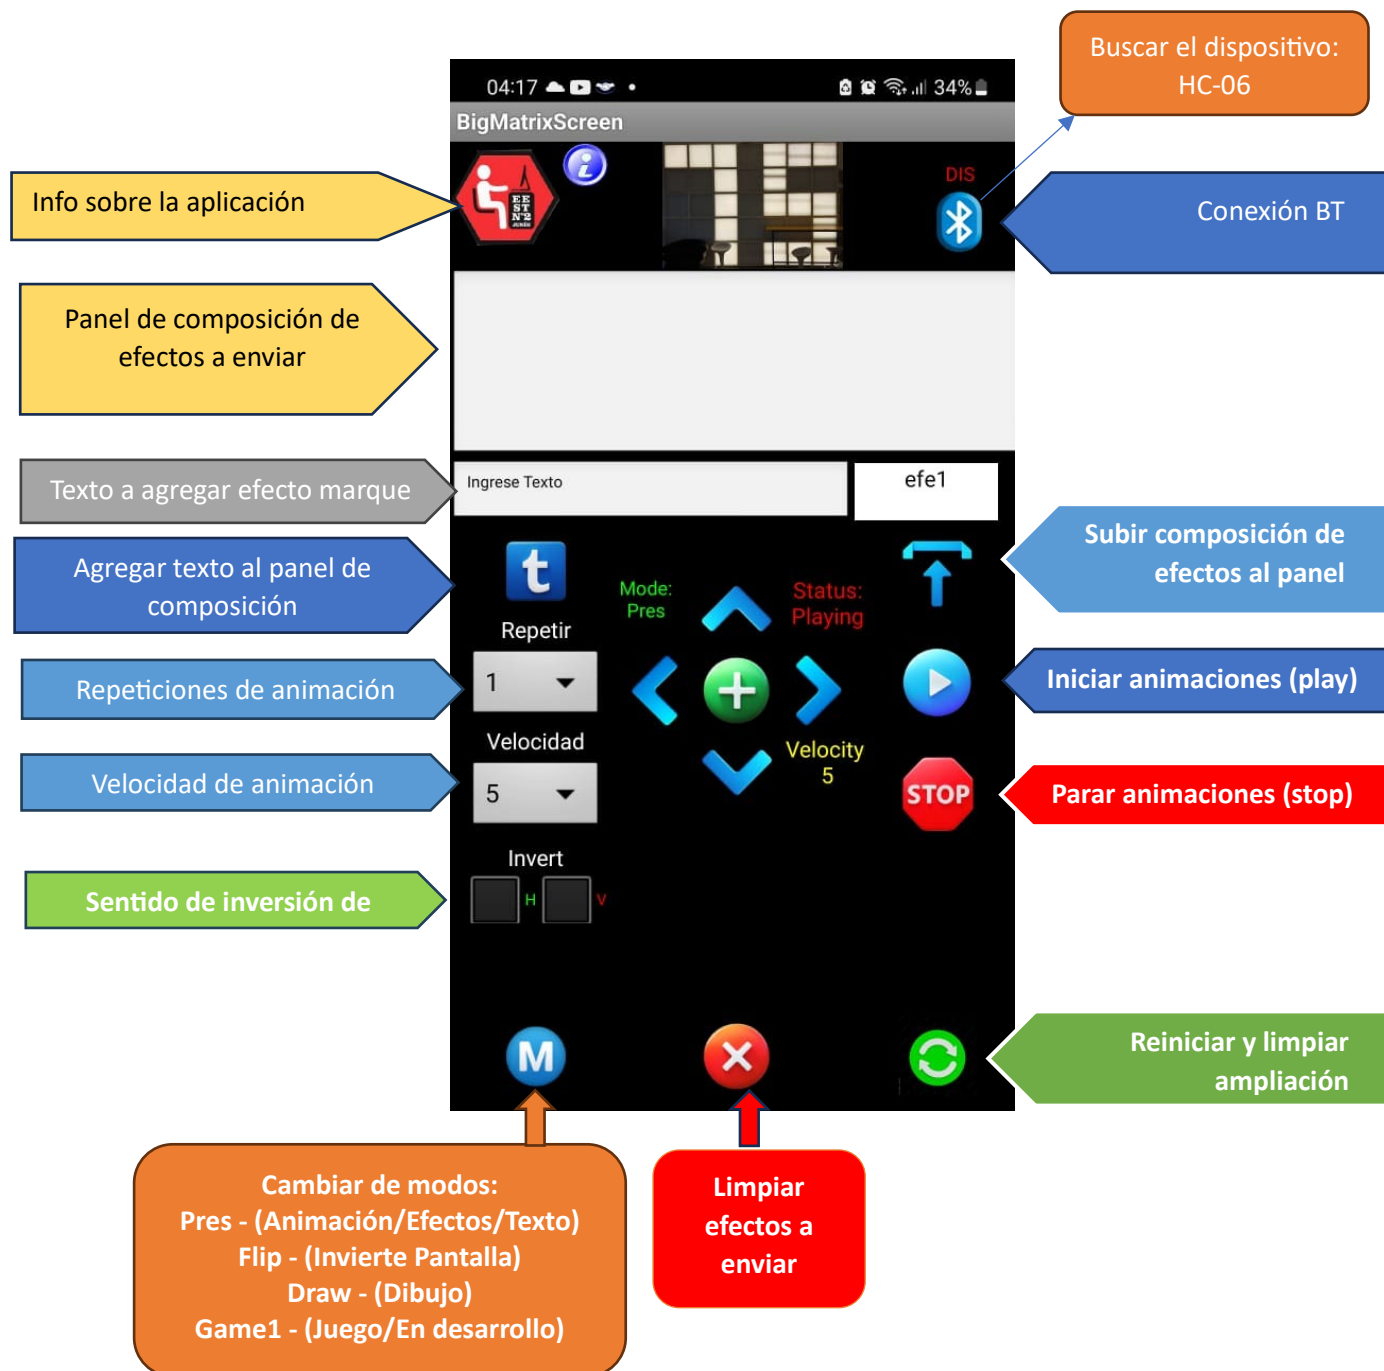 Buscar el dispositivo:
HC-06
04:17
34%
BigMatrixScreen
EE
ST
N°2
JUNÍN
DIS
Info sobre la aplicación
Conexión BT
Panel de composición de
efectos a enviar
Texto a agregar efecto marque
Ingrese Texto
efe1
Agregar texto al panel de
composición
t
Mode:
Pres
Status:
Playing
Subir composición de
efectos al panel
Repetir
Repeticiones de animación
1
Iniciar animaciones (play)
Velocidad
Velocity
5
Velocidad de animación
5
STOP
Parar animaciones (stop)
Invert
H
V
Sentido de inversión de
M
Reiniciar y limpiar
ampliación
Cambiar de modos:
Pres - (Animación/Efectos/Texto)
Flip - (Invierte Pantalla)
Draw - (Dibujo)
Game1 - (Juego/En desarrollo)
Limpiar
efectos a
enviar